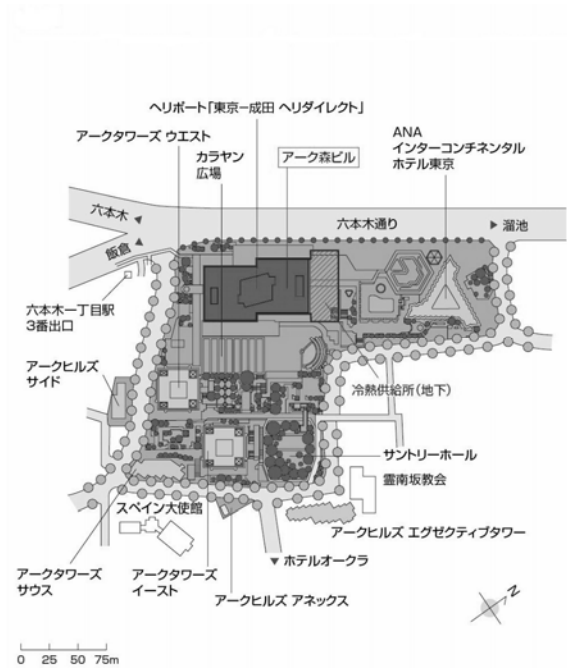 ヘリポート「東京ー成田 ヘリダイレクト」
アークタワーズ ウエスト
カラヤン
広場
アーク森ビル
ANA
インターコンチネンタル
ホテル東京
六本木
飯倉
六本木通り
溜池
六本木一丁目駅
3番出口
アークヒルズ
サイド
冷熱供給所(地下)
サントリーホール
霊南坂教会
スペイン大使館
アークヒルズ エグゼクティブタワー
ホテルオークラ
アークタワーズ
サウス
アークタワーズ
イースト
アークヒルズ アネックス
N
0 25 50 75m